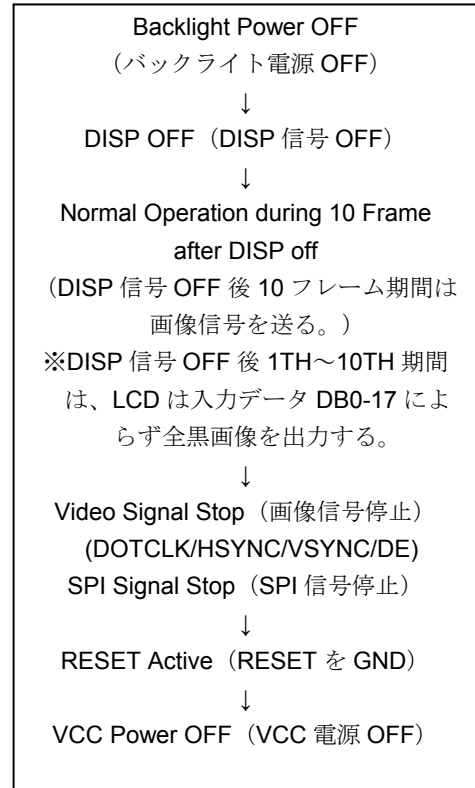 Backlight Power OFF
（バックライト電源 OFF）
↓
DISP OFF（DISP 信号 OFF）
↓
Normal Operation during 10 Frame
after DISP off
（DISP 信号 OFF 後 10 フレーム期間は
画像信号を送る。）
※DISP 信号 OFF 後 1TH～10TH 期間
は、LCD は入力データ DB0-17 によ
らず全黒画像を出力する。
↓
Video Signal Stop（画像信号停止）
(DOTCLK/HSYNC/VSYNC/DE)
SPI Signal Stop（SPI 信号停止）
↓
RESET Active（RESET を GND）
↓
VCC Power OFF（VCC 電源 OFF）